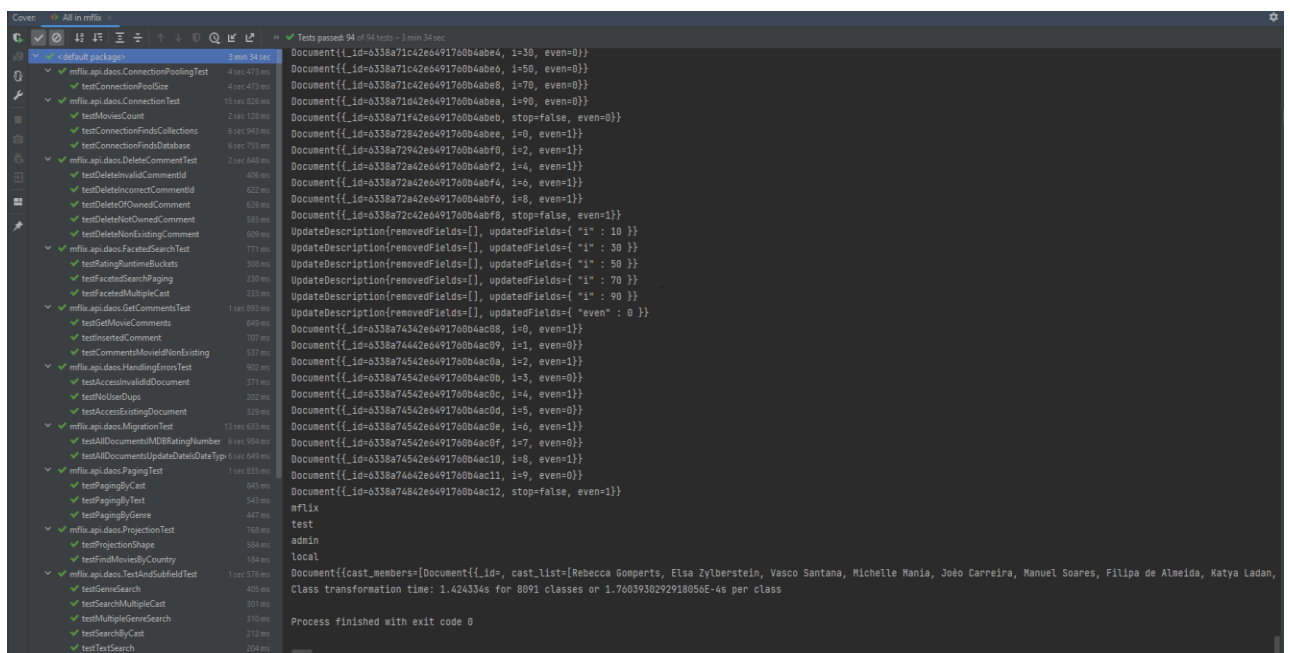 Cover: All in mflix
Tests passed: 94 of 94 tests – 3 min 34 sec
<default package> 3 min 34 sec
mflix.api.daos.ConnectionPoolingTest 4 sec 473 ms
testConnectionPoolSize 4 sec 473 ms
mflix.api.daos.ConnectionTest 15 sec 826 ms
testMoviesCount 2 sec 128 ms
testConnectionFindsCollections 6 sec 943 ms
testConnectionFindsDatabase 6 sec 755 ms
mflix.api.daos.DeleteCommentTest 2 sec 848 ms
testDeleteInvalidCommentId 406 ms
testDeleteIncorrectCommentId 622 ms
testDeleteOfOwnedComment 626 ms
testDeleteNotOwnedComment 585 ms
testDeleteNonExistingComment 609 ms
mflix.api.daos.FacetedSearchTest 771 ms
testRatingRuntimeBuckets 308 ms
testFacetedSearchPaging 230 ms
testFacetedMultipleCast 233 ms
mflix.api.daos.GetCommentsTest 1 sec 893 ms
testGetMovieComments 649 ms
testInsertedComment 707 ms
testCommentsMovieIdNonExisting 537 ms
mflix.api.daos.HandlingErrorsTest 902 ms
testAccessInvalidIdDocument 371 ms
testNoUserDups 202 ms
testAccessExistingDocument 329 ms
mflix.api.daos.MigrationTest 13 sec 633 ms
testAllDocumentsIMDBRatingNumber 6 sec 984 ms
testAllDocumentsUpdateDateIsDateType 6 sec 649 ms
mflix.api.daos.PagingTest 1 sec 835 ms
testPagingByCast 845 ms
testPagingByText 543 ms
testPagingByGenre 447 ms
mflix.api.daos.ProjectionTest 768 ms
testProjectionShape 584 ms
testFindMoviesByCountry 184 ms
mflix.api.daos.TextAndSubfieldTest 1 sec 576 ms
testGenreSearch 405 ms
testSearchMultipleCast 301 ms
testMultipleGenreSearch 310 ms
testSearchByCast 212 ms
testTextSearch 204 ms
Document{{_id=6338a71c42e6491760b4abe4, i=30, even=0}}
Document{{_id=6338a71c42e6491760b4abe6, i=50, even=0}}
Document{{_id=6338a71c42e6491760b4abe8, i=70, even=0}}
Document{{_id=6338a71d42e6491760b4abea, i=90, even=0}}
Document{{_id=6338a71f42e6491760b4abeb, stop=false, even=0}}
Document{{_id=6338a72842e6491760b4abee, i=0, even=1}}
Document{{_id=6338a72942e6491760b4abf0, i=2, even=1}}
Document{{_id=6338a72a42e6491760b4abf2, i=4, even=1}}
Document{{_id=6338a72a42e6491760b4abf4, i=6, even=1}}
Document{{_id=6338a72a42e6491760b4abf6, i=8, even=1}}
Document{{_id=6338a72c42e6491760b4abf8, stop=false, even=1}}
UpdateDescription{removedFields=[], updatedFields={ "i" : 10 }}
UpdateDescription{removedFields=[], updatedFields={ "i" : 30 }}
UpdateDescription{removedFields=[], updatedFields={ "i" : 50 }}
UpdateDescription{removedFields=[], updatedFields={ "i" : 70 }}
UpdateDescription{removedFields=[], updatedFields={ "i" : 90 }}
UpdateDescription{removedFields=[], updatedFields={ "even" : 0 }}
Document{{_id=6338a74342e6491760b4ac08, i=0, even=1}}
Document{{_id=6338a74442e6491760b4ac09, i=1, even=0}}
Document{{_id=6338a74542e6491760b4ac0a, i=2, even=1}}
Document{{_id=6338a74542e6491760b4ac0b, i=3, even=0}}
Document{{_id=6338a74542e6491760b4ac0c, i=4, even=1}}
Document{{_id=6338a74542e6491760b4ac0d, i=5, even=0}}
Document{{_id=6338a74542e6491760b4ac0e, i=6, even=1}}
Document{{_id=6338a74542e6491760b4ac0f, i=7, even=0}}
Document{{_id=6338a74542e6491760b4ac10, i=8, even=1}}
Document{{_id=6338a74642e6491760b4ac11, i=9, even=0}}
Document{{_id=6338a74842e6491760b4ac12, stop=false, even=1}}
mflix
test
admin
local
Document{{cast_members=[Document{{_id=, cast_list=[Rebecca Gomperts, Elsa Zylberstein, Vasco Santana, Michelle Mania, Joèo Carreira, Manuel Soares, Filipa de Almeida, Katya Ladan,
Class transformation time: 1.424334s for 8091 classes or 1.7603930292918056E-4s per class
Process finished with exit code 0